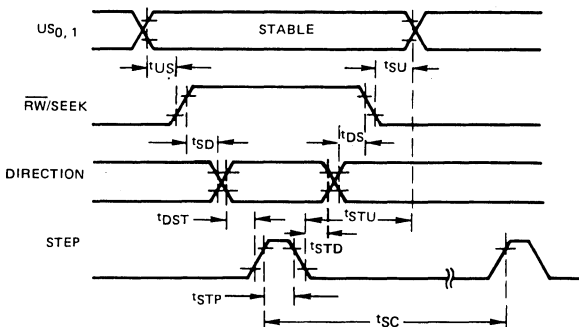 US0, 1
STABLE
tUS
tSU
RW/SEEK
tSD
tDS
DIRECTION
tDST
tSTU
STEP
tSTD
tSTP
tSC